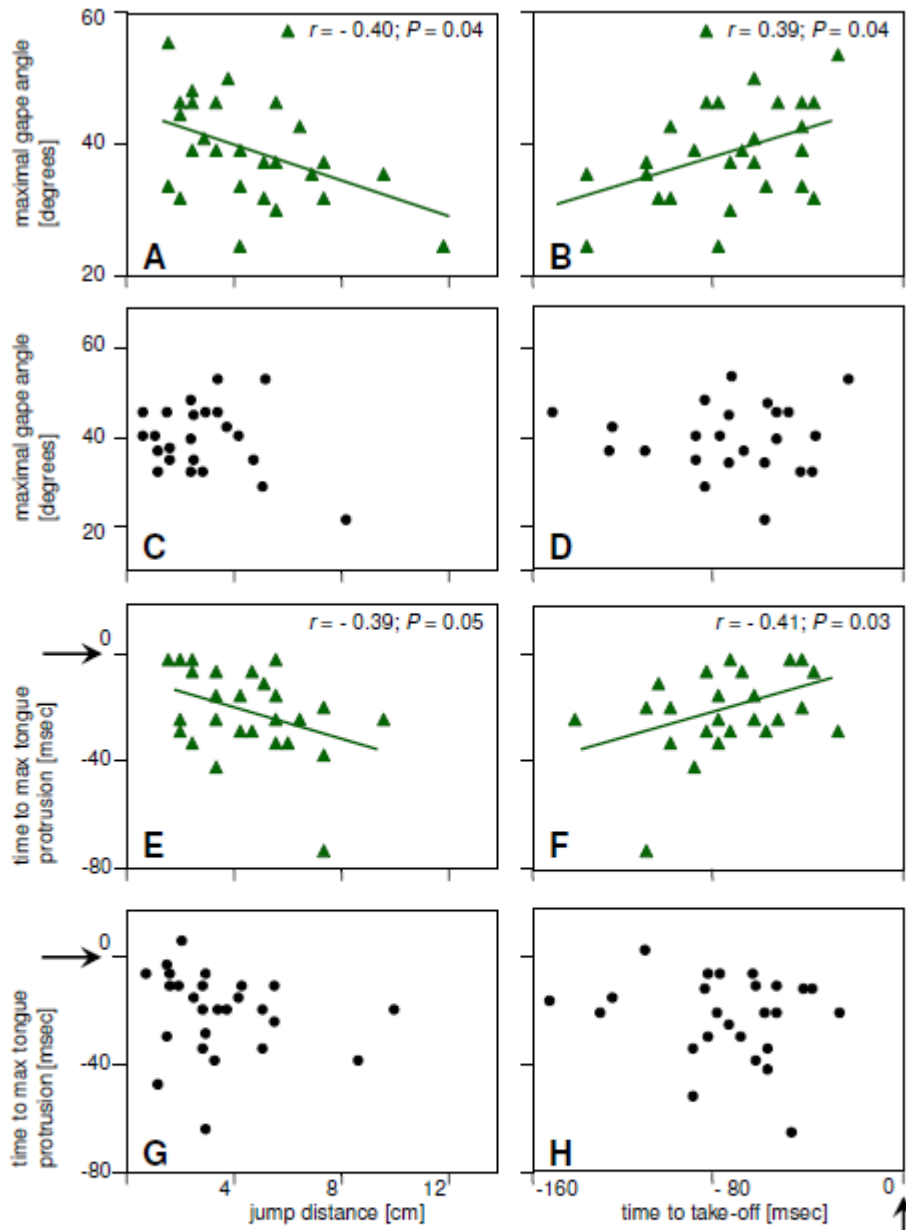 60
r = - 0.40; P = 0.04
r = 0.39; P = 0.04
maximal gape angle
[degrees]
40
20
A
B
maximal gape angle
[degrees]
60
40
20
C
D
0
r = - 0.39; P = 0.05
r = - 0.41; P = 0.03
time to max tongue
protrusion [msec]
-40
-80
E
F
0
time to max tongue
protrusion [msec]
-40
-80
G
H
4
8
12
-160
- 80
0
jump distance [cm]
time to take-off [msec]